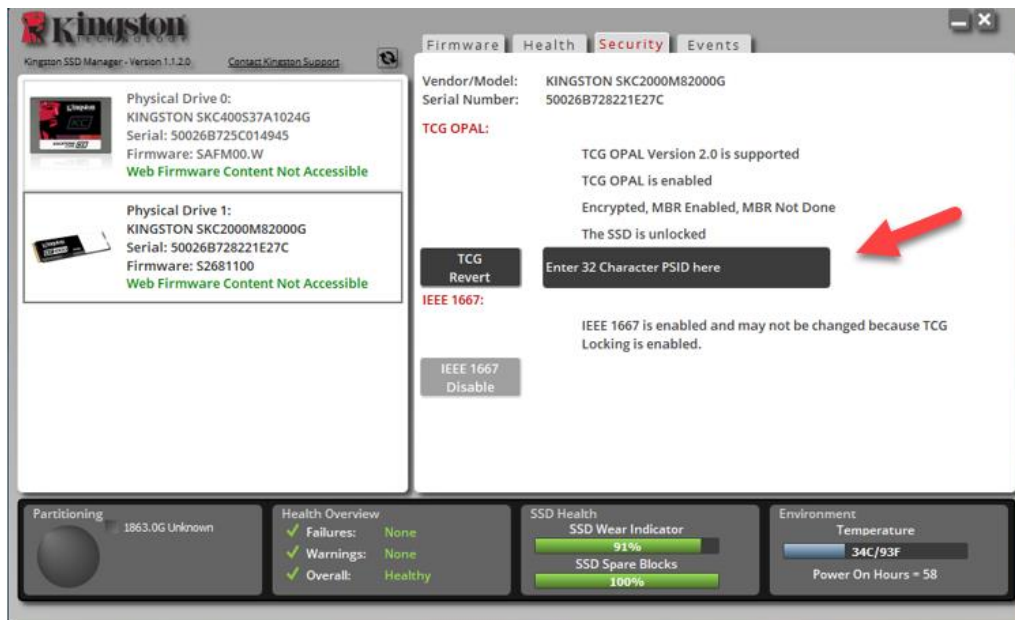 Kingston
TECHNOLOGY
Kingston SSD Manager - Version 1.1.2.0 Contact Kingston Support
Firmware Health Security Events
Physical Drive 0:
KINGSTON SKC400S37A1024G
Serial: 50026B725C014945
Firmware: SAFM00.W
Web Firmware Content Not Accessible
Physical Drive 1:
KINGSTON SKC2000M82000G
Serial: 50026B728221E27C
Firmware: S2681100
Web Firmware Content Not Accessible
Vendor/Model: KINGSTON SKC2000M82000G
Serial Number: 50026B728221E27C
TCG OPAL:
TCG OPAL Version 2.0 is supported
TCG OPAL is enabled
Encrypted, MBR Enabled, MBR Not Done
The SSD is unlocked
TCG
Revert
Enter 32 Character PSID here
IEEE 1667:
IEEE 1667 is enabled and may not be changed because TCG
Locking is enabled.
IEEE 1667
Disable
Partitioning
1863.0G Unknown
Health Overview
Failures: None
Warnings: None
Overall: Healthy
SSD Health
SSD Wear Indicator
91%
SSD Spare Blocks
100%
Environment
Temperature
34C/93F
Power On Hours = 58